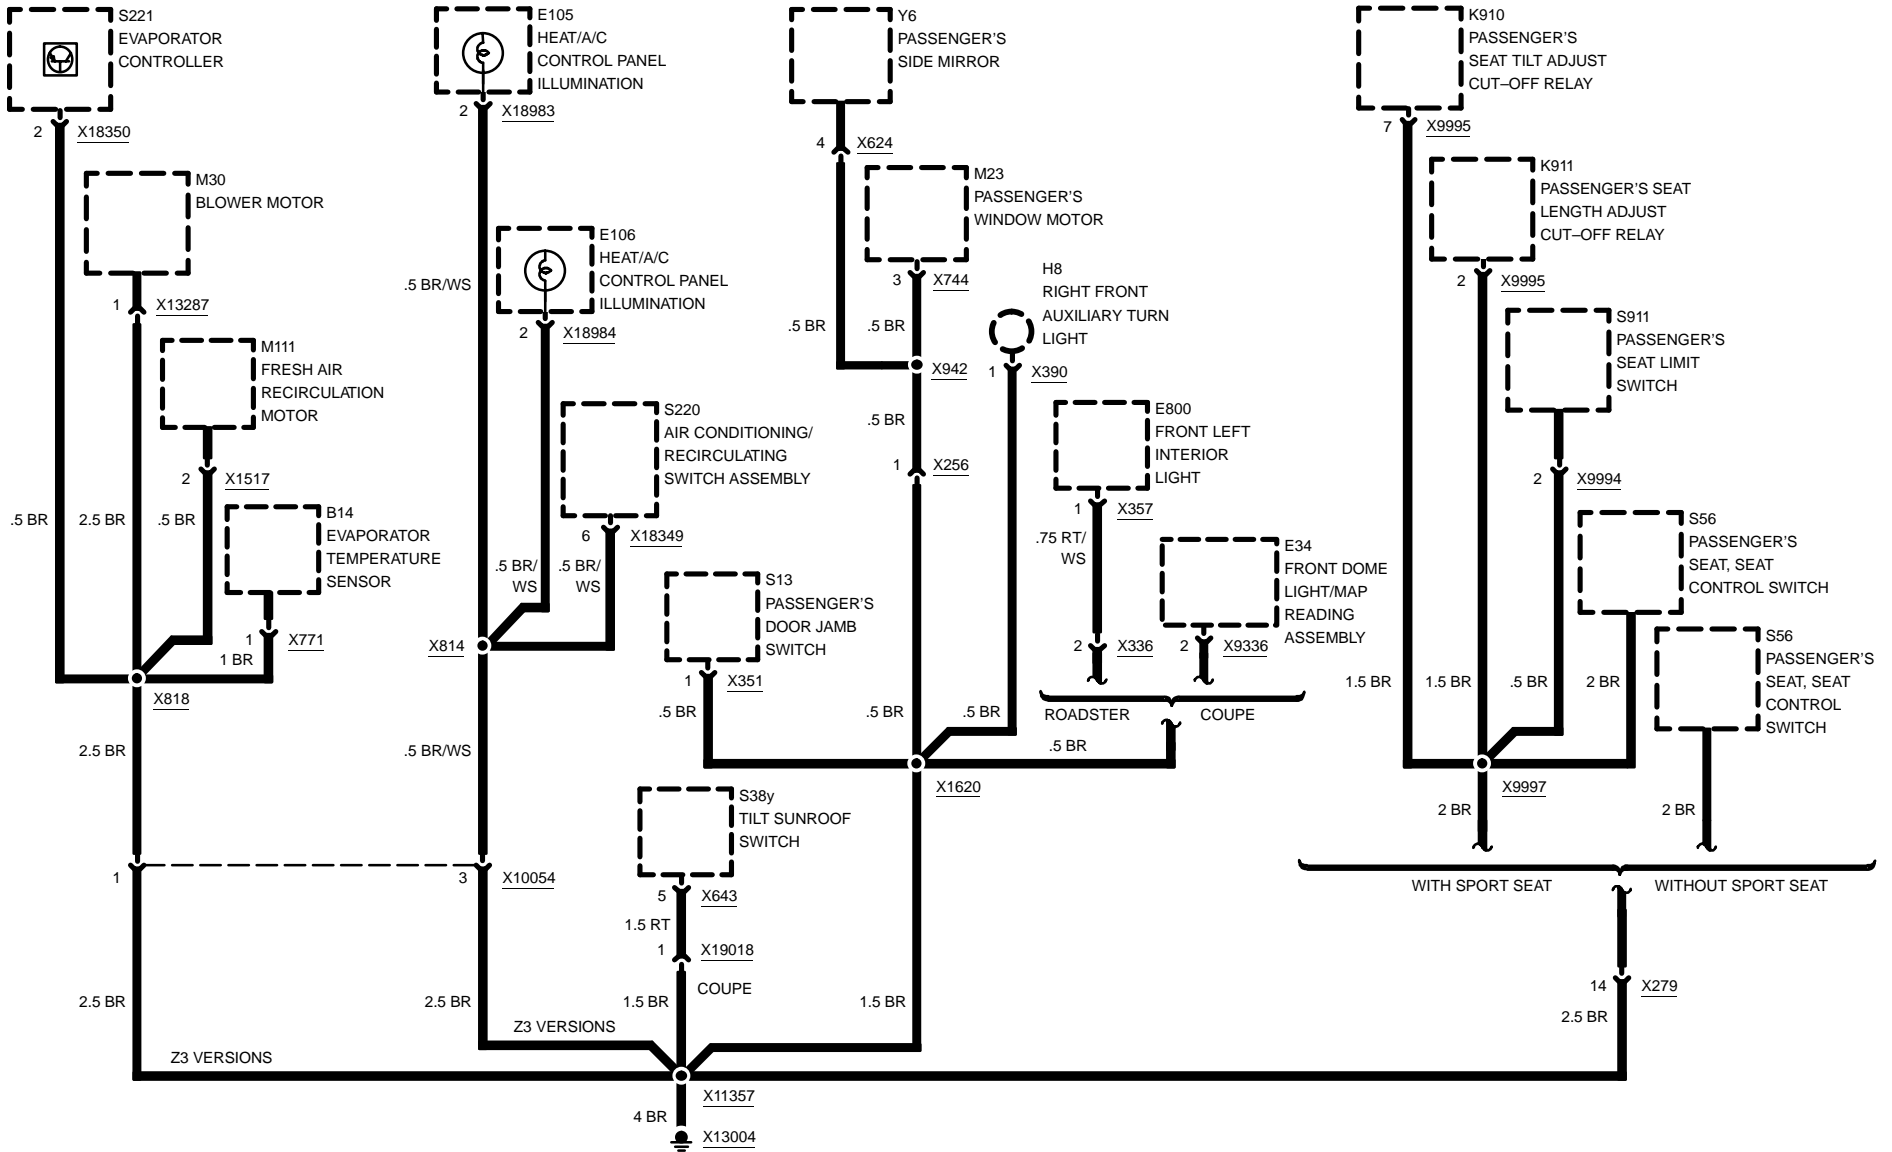 S221
EVAPORATOR
CONTROLLER
2
X18350
M30
BLOWER MOTOR
1
X13287
M111
FRESH AIR
RECIRCULATION
MOTOR
2
X1517
B14
EVAPORATOR
TEMPERATURE
SENSOR
.5 BR
2.5 BR
.5 BR
1
X771
1 BR
X818
2.5 BR
1
2.5 BR
Z3 VERSIONS
E105
HEAT/A/C
CONTROL PANEL
ILLUMINATION
2
X18983
.5 BR/WS
E106
HEAT/A/C
CONTROL PANEL
ILLUMINATION
2
X18984
S220
AIR CONDITIONING/
RECIRCULATING
SWITCH ASSEMBLY
6
X18349
.5 BR/
WS
.5 BR/
WS
X814
.5 BR/WS
3
X10054
2.5 BR
Z3 VERSIONS
S13
PASSENGER’S
DOOR JAMB
SWITCH
1
X351
.5 BR
S38y
TILT SUNROOF
SWITCH
5
X643
1.5 RT
1
X19018
COUPE
1.5 BR
Y6
PASSENGER’S
SIDE MIRROR
4
X624
M23
PASSENGER’S
WINDOW MOTOR
3
X744
.5 BR
.5 BR
X942
.5 BR
1
X256
.5 BR
H8
RIGHT FRONT
AUXILIARY TURN
LIGHT
1
X390
.5 BR
E800
FRONT LEFT
INTERIOR
LIGHT
1
X357
.75 RT/
WS
2
X336
E34
FRONT DOME
LIGHT/MAP
READING
ASSEMBLY
2
X9336
ROADSTER
COUPE
.5 BR
X1620
1.5 BR
K910
PASSENGER’S
SEAT TILT ADJUST
CUT–OFF RELAY
7
X9995
K911
PASSENGER’S SEAT
LENGTH ADJUST
CUT–OFF RELAY
2
X9995
S911
PASSENGER’S
SEAT LIMIT
SWITCH
2
X9994
S56
PASSENGER’S
SEAT, SEAT
CONTROL SWITCH
S56
PASSENGER’S
SEAT, SEAT
CONTROL
SWITCH
1.5 BR
1.5 BR
.5 BR
2 BR
X9997
2 BR
2 BR
WITH SPORT SEAT
WITHOUT SPORT SEAT
14
X279
2.5 BR
X11357
4 BR
X13004